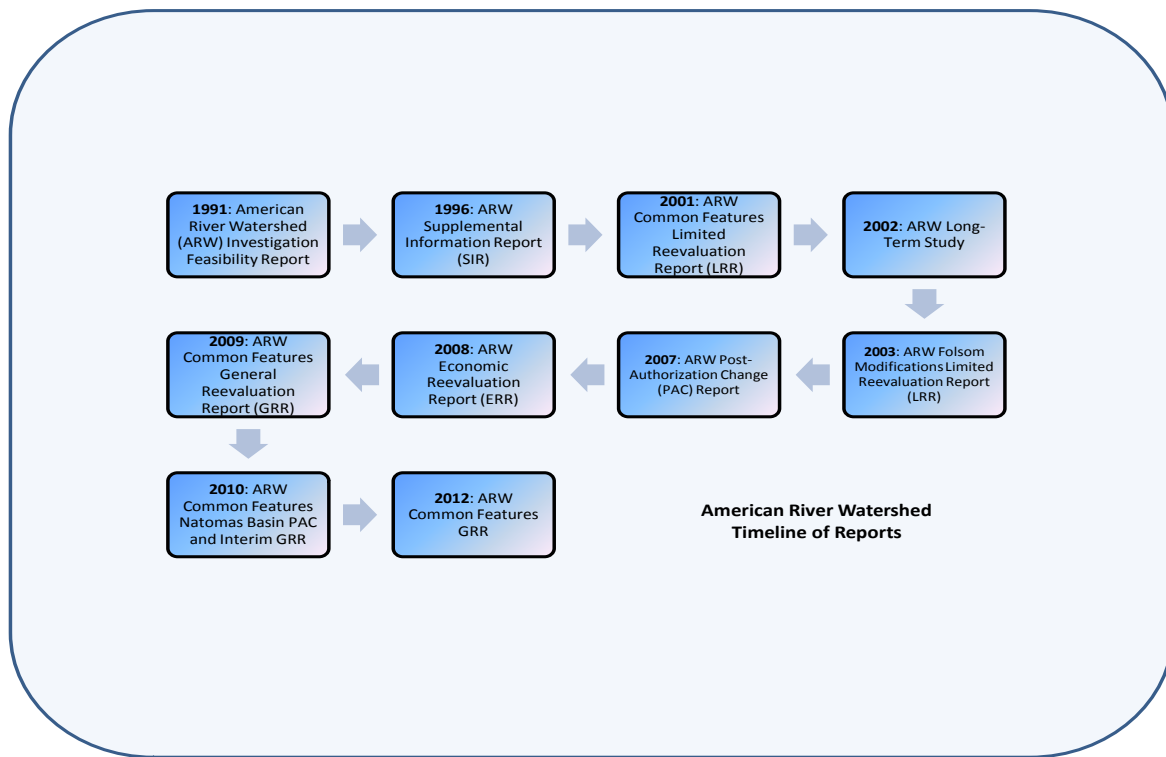 1991: American
River Watershed
(ARW) Investigation
Feasibility Report
1996: ARW
Supplemental
Information Report
(SIR)
2001: ARW
Common Features
Limited
Reevaluation
Report (LRR)
2002: ARW Long-
Term Study
2003: ARW Folsom
Modifications Limited
Reevaluation Report
(LRR)
2007: ARW Post-
Authorization Change
(PAC) Report
2008: ARW
Economic
Reevaluation
Report (ERR)
2009: ARW
Common Features
General
Reevaluation
Report (GRR)
2010: ARW
Common Features
Natomas Basin PAC
and Interim GRR
2012: ARW
Common Features
GRR
American River Watershed
Timeline of Reports